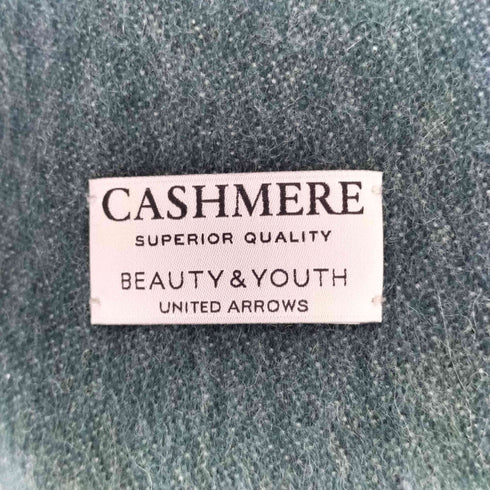 CASHMERE
SUPERIOR QUALITY
BEAUTY & YOUTH
UNITED ARROWS